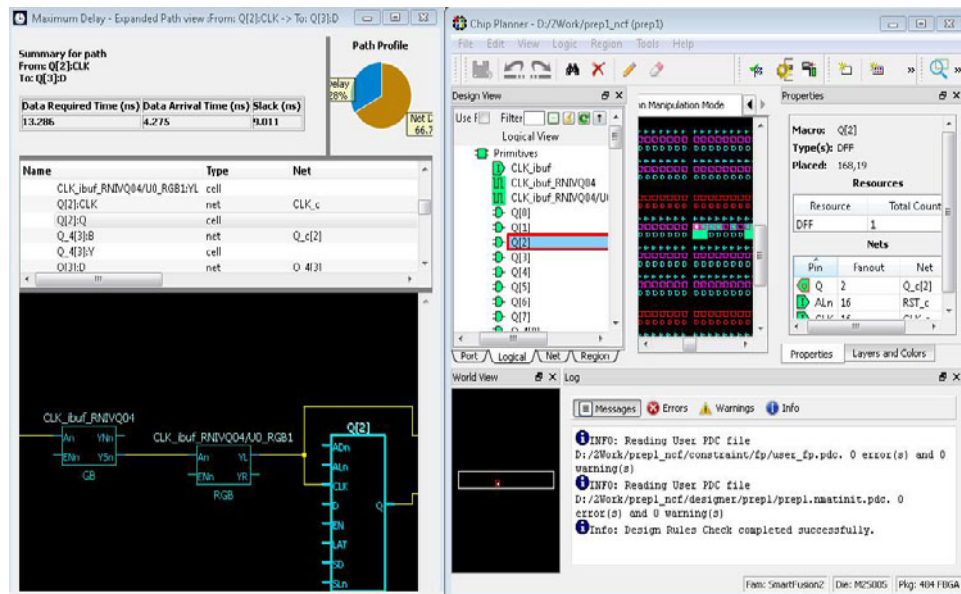 Maximum Delay - Expanded Path view :From: Q[2]:CLK -> To: Q[3]:D
Summary for path
From: Q[2]:CLK
To: Q[3]:D
Data Required Time (ns) Data Arrival Time (ns) Slack (ns)
13.286 4.275 9.011
Path Profile
28%
66.7
Name Type Net
CLK_ibuf_RNIVQ04/U0_RGB1:YL cell
Q[2]:CLK net CLK_c
Q[2]:Q cell
Q_4[3]:B net Q_c[2]
Q_4[3]:Y cell
Q[3]:D net Q_4[3]
CLK_ibuf_RNIVQ04
An YNn
ENn YSn
GB
CLK_ibuf_RNIVQ04/U0_RGB1
An YL
ENn YR
RGB
Q[2]
ADn
ALn
CLK
D Q
EN
LAT
SD
SLn
Chip Planner - D:/2Work/prep1_ncf (prep1)
File Edit View Logic Region Tools Help
Design View
Filter
Logical View
Primitives
CLK_ibuf
CLK_ibuf_RNIVQ04
CLK_ibuf_RNIVQ04/U
Q[0]
Q[1]
Q[2]
Q[3]
Q[4]
Q[5]
Q[6]
Q[7]
Port Logical Net Region
n Manipulation Mode
Properties
Macro: Q[2]
Type(s): DFF
Placed: 168,19
Resources
Resource Total Count
DFF 1
Nets
Pin Fanout Net
Q 2 Q_c[2]
ALn 16 RST_c
CLK 16
Properties Layers and Colors
World View
Log
Messages Errors Warnings Info
INFO: Reading User PDC file
D:/2Work/prep1_ncf/constraint/fp/user_fp.pdc. 0 error(s) and 0
warning(s)
INFO: Reading User PDC file
D:/2Work/prep1_ncf/designer/prep1/prep1.nmatinit.pdc. 0
error(s) and 0 warning(s)
Info: Design Rules Check completed successfully.
Fam: SmartFusion2 Die: M2S005 Pkg: 484 FBGA